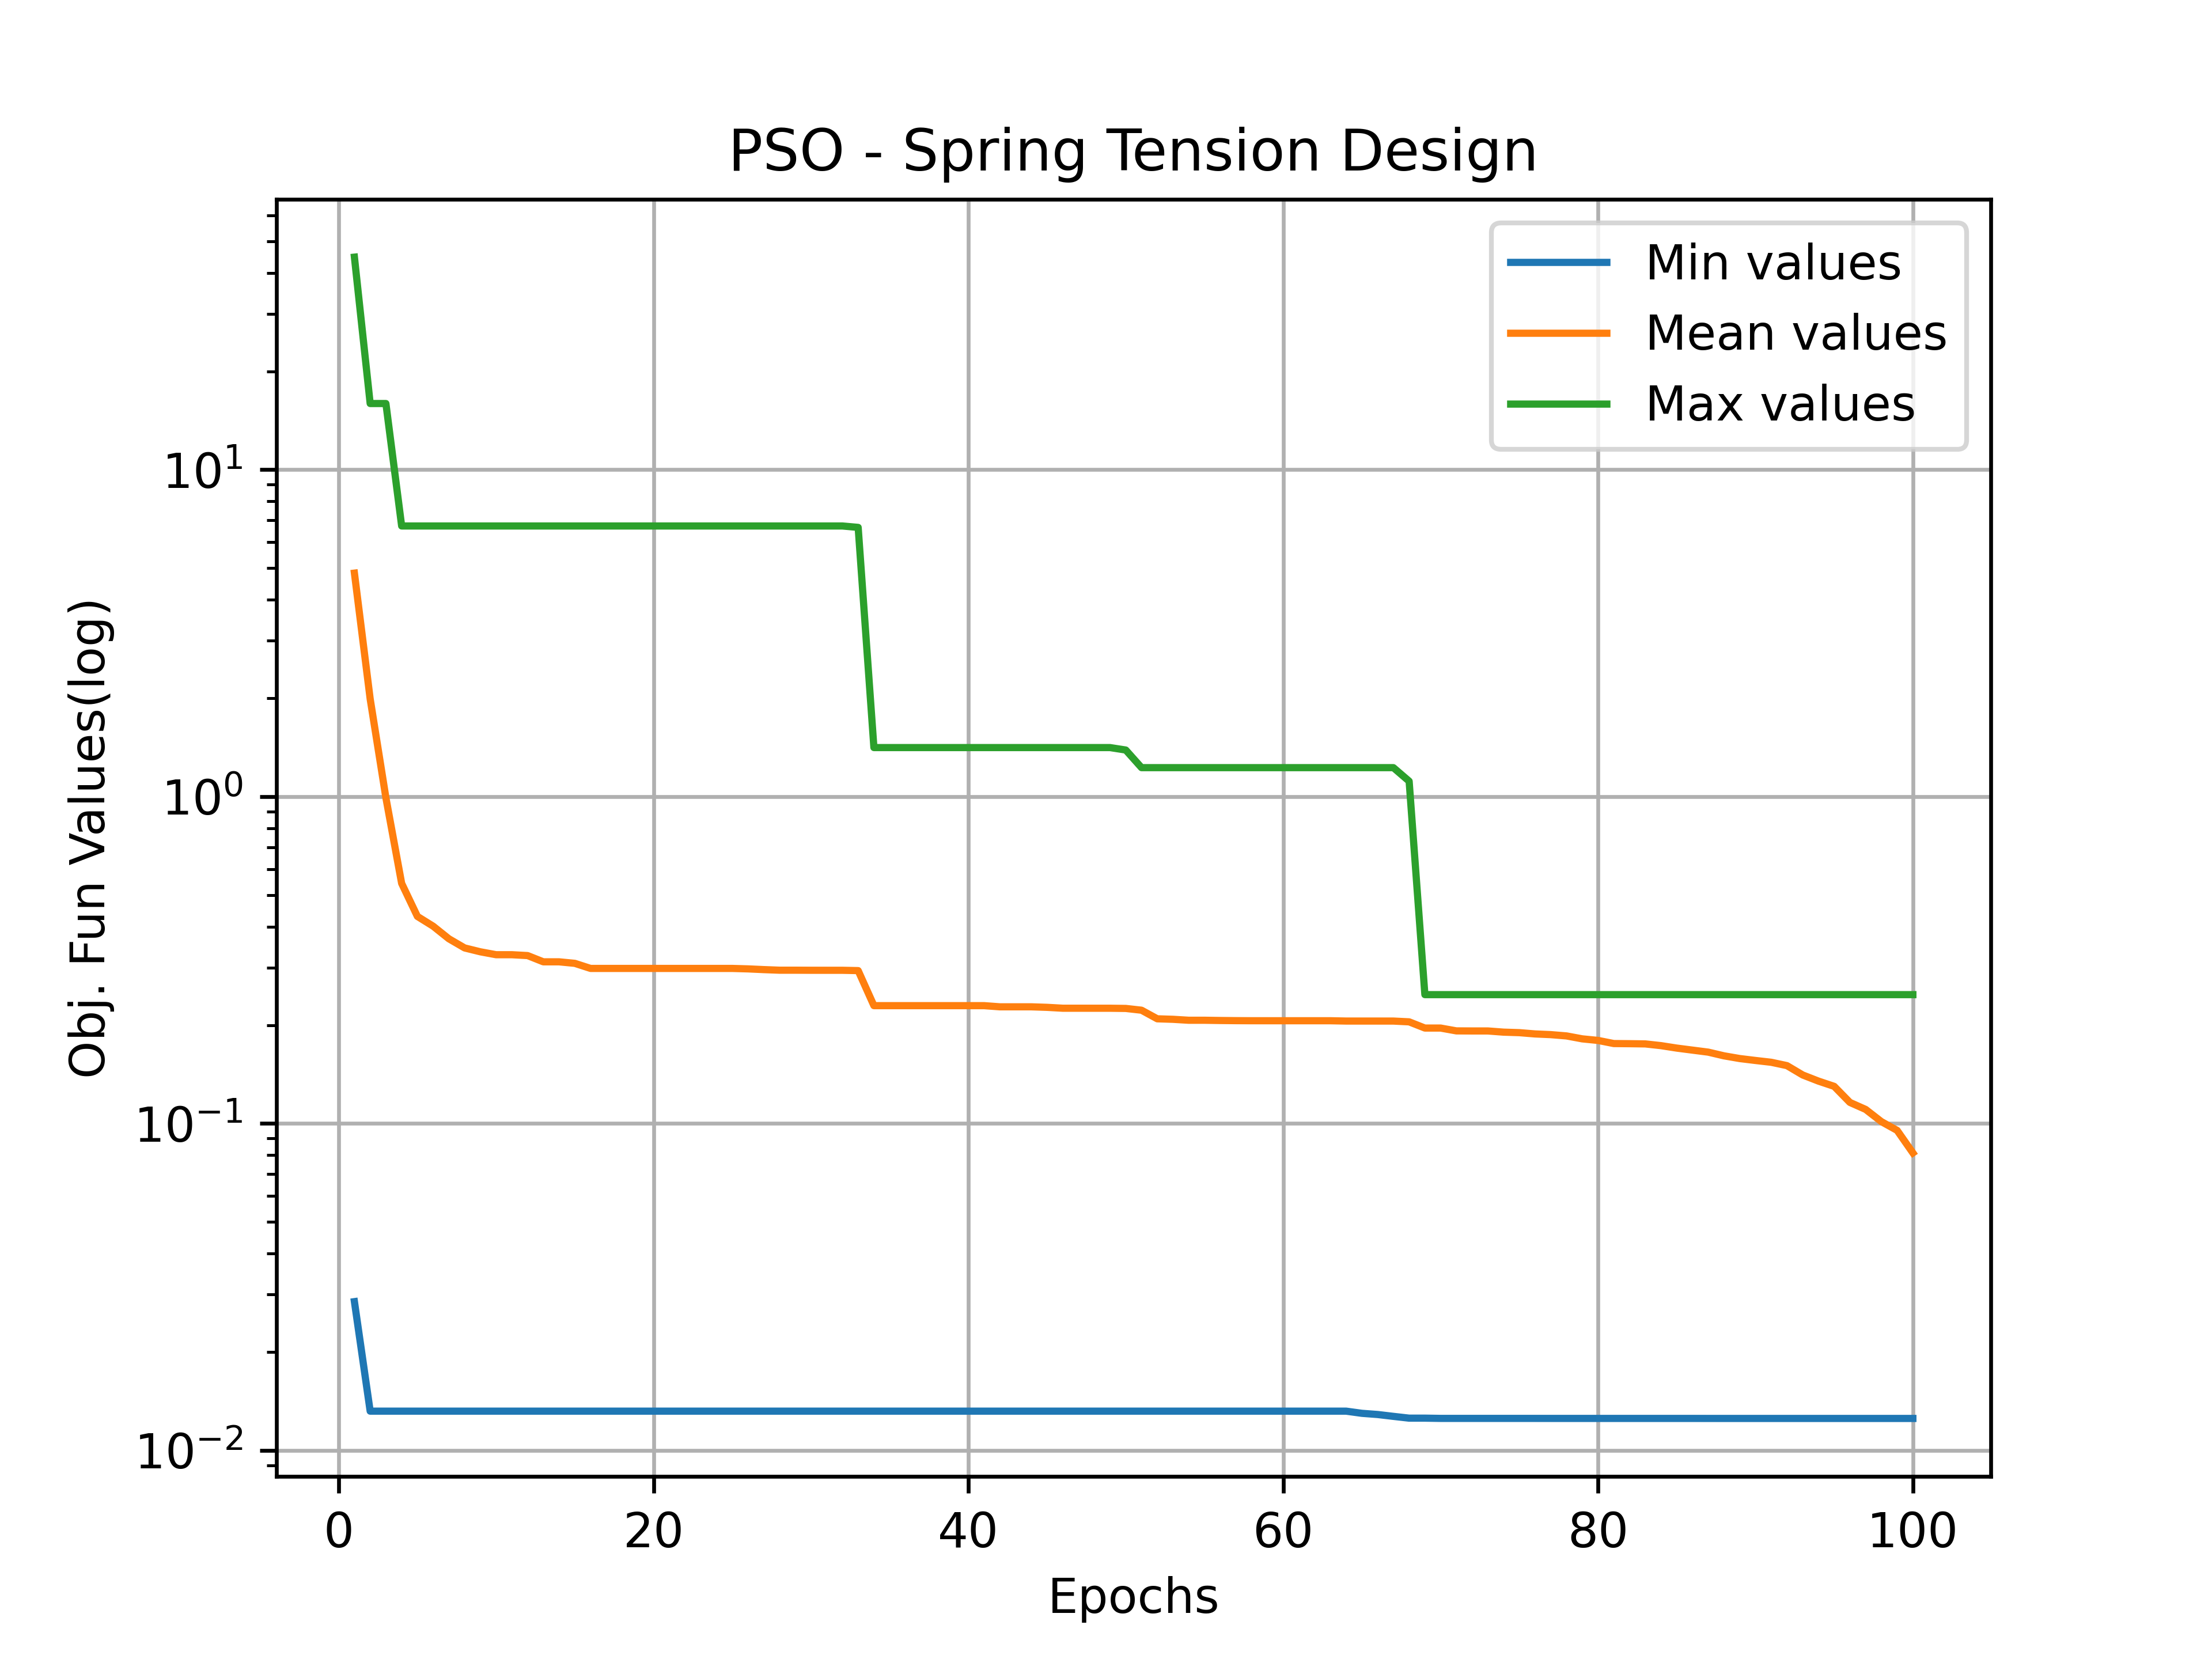 PSO - Spring Tension Design
Min values
Mean values
Max values
10¹
10⁰
10⁻¹
10⁻²
Obj. Fun Values(log)
0 20 40 60 80 100
Epochs